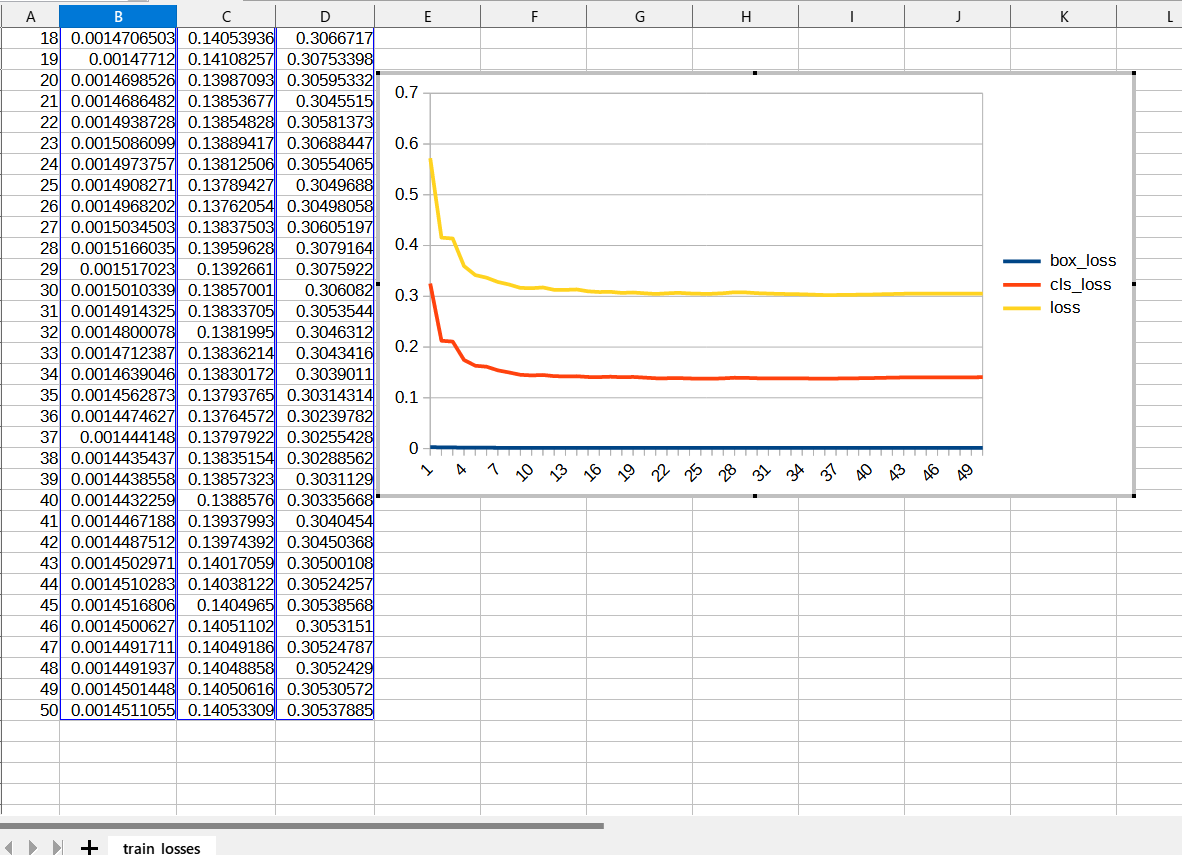 A B C D E F G H I J K L
18 0.0014706503 0.14053936 0.3066717
19 0.00147712 0.14108257 0.30753398
20 0.0014698526 0.13987093 0.30595332
21 0.0014686482 0.13853677 0.3045515
22 0.0014938728 0.13854828 0.30581373
23 0.0015086099 0.13889417 0.30688447
24 0.0014973757 0.13812506 0.30554065
25 0.0014908271 0.13789427 0.3049688
26 0.0014968202 0.13762054 0.30498058
27 0.0015034503 0.13837503 0.30605197
28 0.0015166035 0.13959628 0.3079164
29 0.001517023 0.1392661 0.3075922
30 0.0015010339 0.13857001 0.306082
31 0.0014914325 0.13833705 0.3053544
32 0.0014800078 0.1381995 0.3046312
33 0.0014712387 0.13836214 0.3043416
34 0.0014639046 0.13830172 0.3039011
35 0.0014562873 0.13793765 0.30314314
36 0.0014474627 0.13764572 0.30239782
37 0.001444148 0.13797922 0.30255428
38 0.0014435437 0.13835154 0.30288562
39 0.0014438558 0.13857323 0.3031129
40 0.0014432259 0.1388576 0.30335668
41 0.0014467188 0.13937993 0.3040454
42 0.0014487512 0.13974392 0.30450368
43 0.0014502971 0.14017059 0.30500108
44 0.0014510283 0.14038122 0.30524257
45 0.0014516806 0.1404965 0.30538568
46 0.0014500627 0.14051102 0.3053151
47 0.0014491711 0.14049186 0.30524787
48 0.0014491937 0.14048858 0.3052429
49 0.0014501448 0.14050616 0.30530572
50 0.0014511055 0.14053309 0.30537885
0.7
0.6
0.5
0.4
0.3
0.2
0.1
0
1 4 7 10 13 16 19 22 25 28 31 34 37 40 43 46 49
box_loss
cls_loss
loss
train_losses